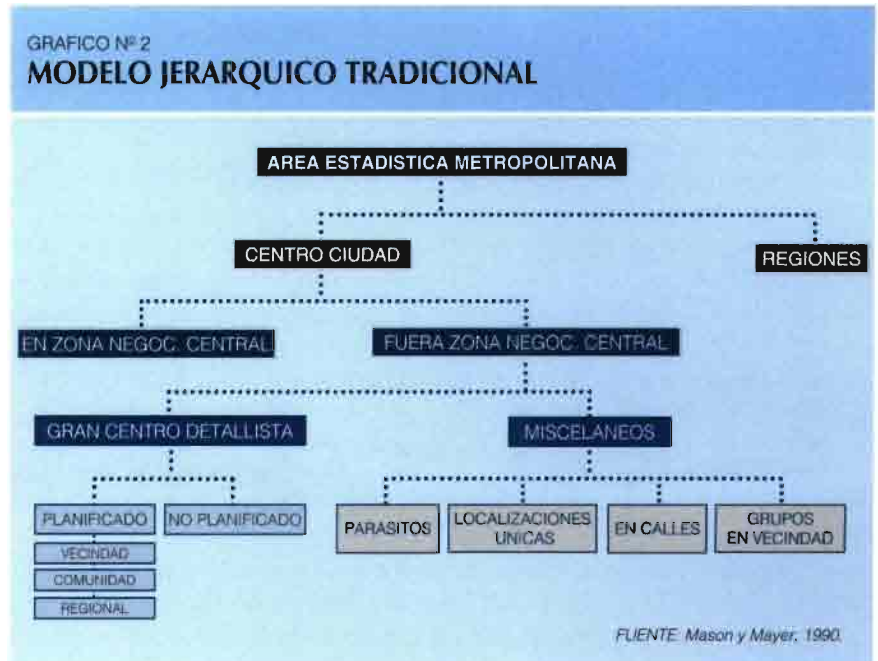 GRAFICO Nº 2
MODELO JERARQUICO TRADICIONAL
AREA ESTADISTICA METROPOLITANA
CENTRO CIUDAD
REGIONES
EN ZONA NEGOC. CENTRAL
FUERA ZONA NEGOC. CENTRAL
GRAN CENTRO DETALLISTA
MISCELANEOS
PLANIFICADO
NO PLANIFICADO
PARASITOS
LOCALIZACIONES
UNICAS
EN CALLES
GRUPOS
EN VECINDAD
VECINDAD
COMUNIDAD
REGIONAL
FUENTE: Mason y Mayer, 1990.